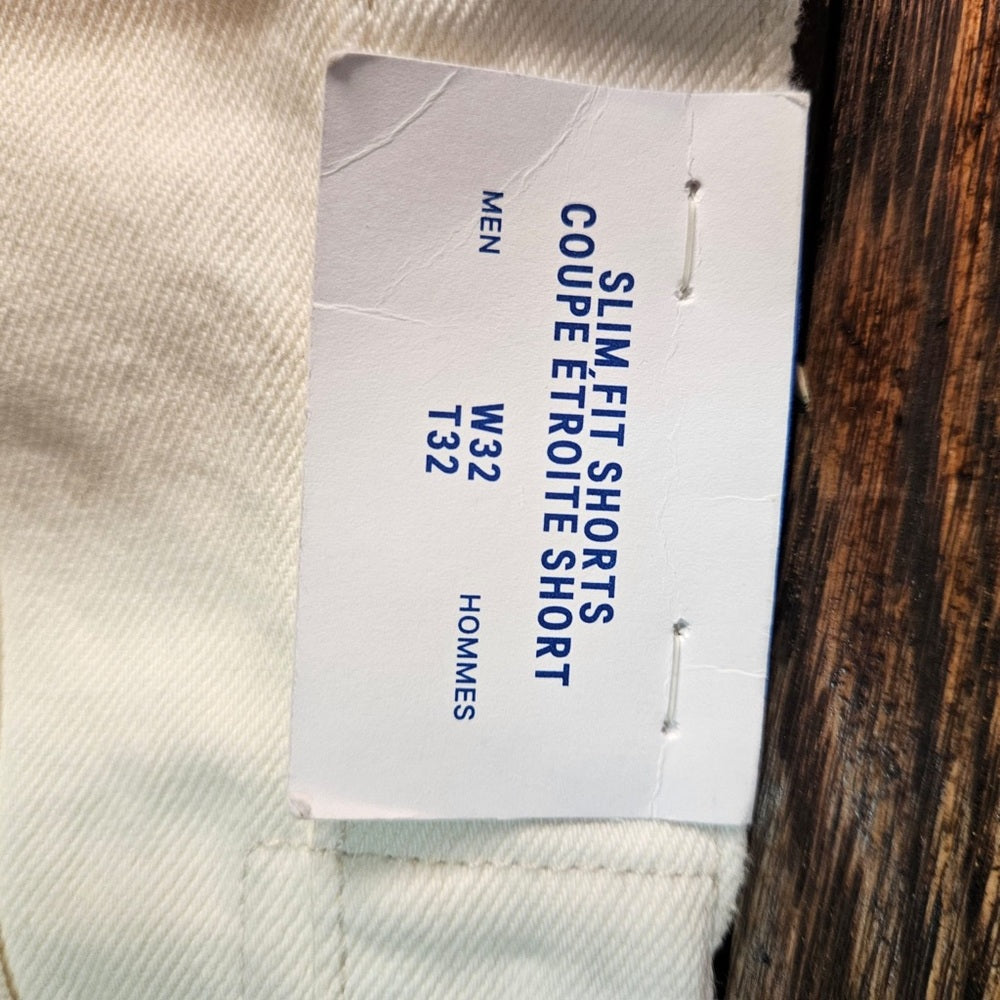 SLIM FIT SHORTS
COUPE ÉTROITE SHORT
MEN
W32
T32
HOMMES